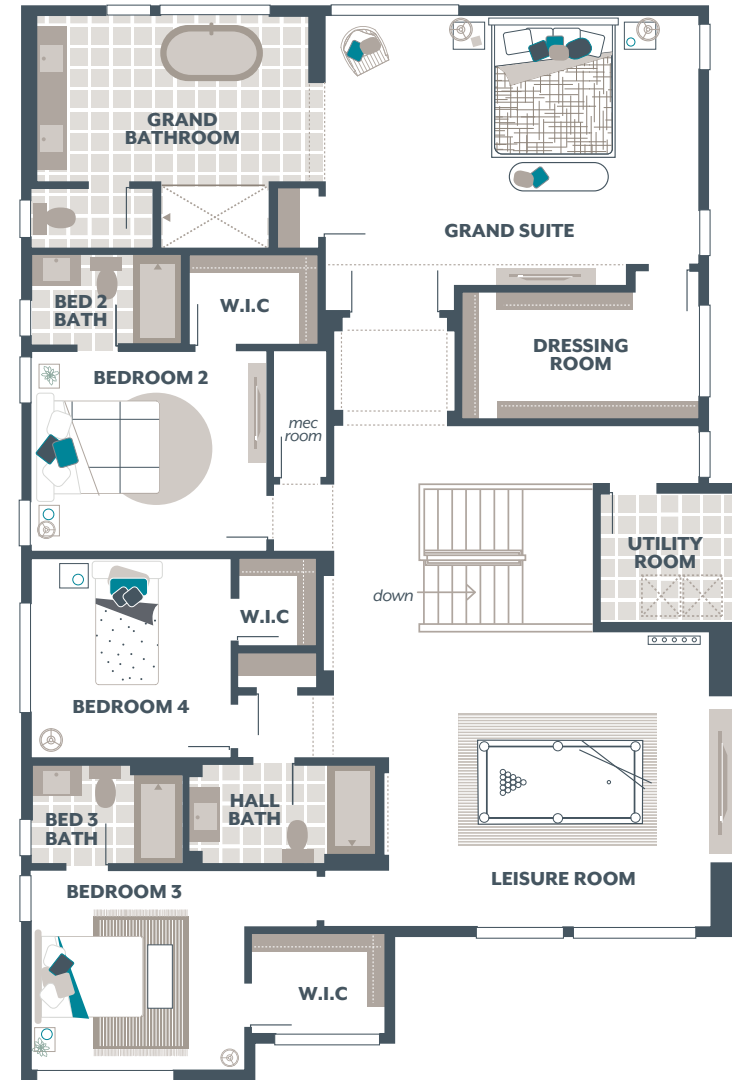 GRAND
BATHROOM
GRAND SUITE
BED 2
BATH
W.I.C
DRESSING
ROOM
BEDROOM 2
mec
room
UTILITY
ROOM
down
W.I.C
BEDROOM 4
HALL
BATH
BED 3
BATH
LEISURE ROOM
BEDROOM 3
W.I.C